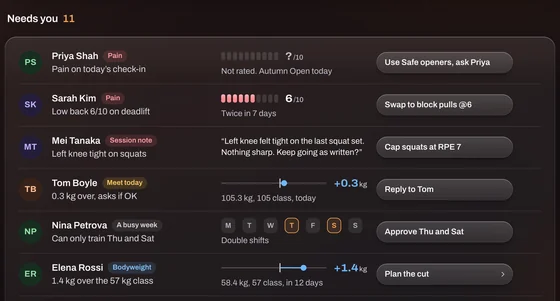 Needs you 11
PS Priya Shah Pain
Pain on today's check-in
?/10
Not rated. Autumn Open today
Use Safe openers, ask Priya
SK Sarah Kim Pain
Low back 6/10 on deadlift
6/10
Twice in 7 days
Swap to block pulls @6
MT Mei Tanaka Session note
Left knee tight on squats
“Left knee felt tight on the last squat set.
Nothing sharp. Keep going as written?”
Cap squats at RPE 7
TB Tom Boyle Meet today
0.3 kg over, asks if OK
+0.3 kg
105.3 kg, 105 class, today
Reply to Tom
NP Nina Petrova A busy week
Can only train Thu and Sat
M T W T F S S
Double shifts
Approve Thu and Sat
ER Elena Rossi Bodyweight
1.4 kg over the 57 kg class
+1.4 kg
58.4 kg, 57 class, in 12 days
Plan the cut